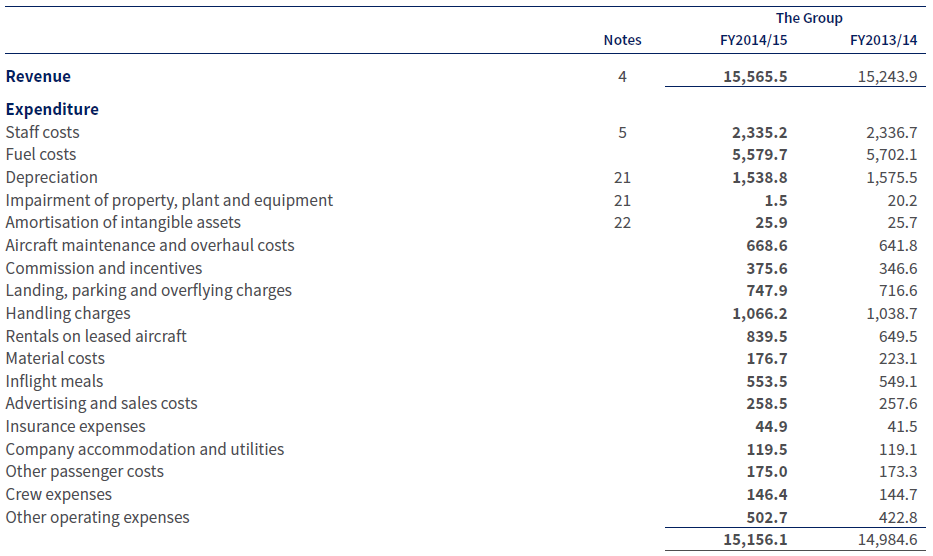 The Group
Notes FY2014/15 FY2013/14
Revenue 4 15,565.5 15,243.9
Expenditure
Staff costs 5 2,335.2 2,336.7
Fuel costs 5,579.7 5,702.1
Depreciation 21 1,538.8 1,575.5
Impairment of property, plant and equipment 21 1.5 20.2
Amortisation of intangible assets 22 25.9 25.7
Aircraft maintenance and overhaul costs 668.6 641.8
Commission and incentives 375.6 346.6
Landing, parking and overflying charges 747.9 716.6
Handling charges 1,066.2 1,038.7
Rentals on leased aircraft 839.5 649.5
Material costs 176.7 223.1
Inflight meals 553.5 549.1
Advertising and sales costs 258.5 257.6
Insurance expenses 44.9 41.5
Company accommodation and utilities 119.5 119.1
Other passenger costs 175.0 173.3
Crew expenses 146.4 144.7
Other operating expenses 502.7 422.8
15,156.1 14,984.6